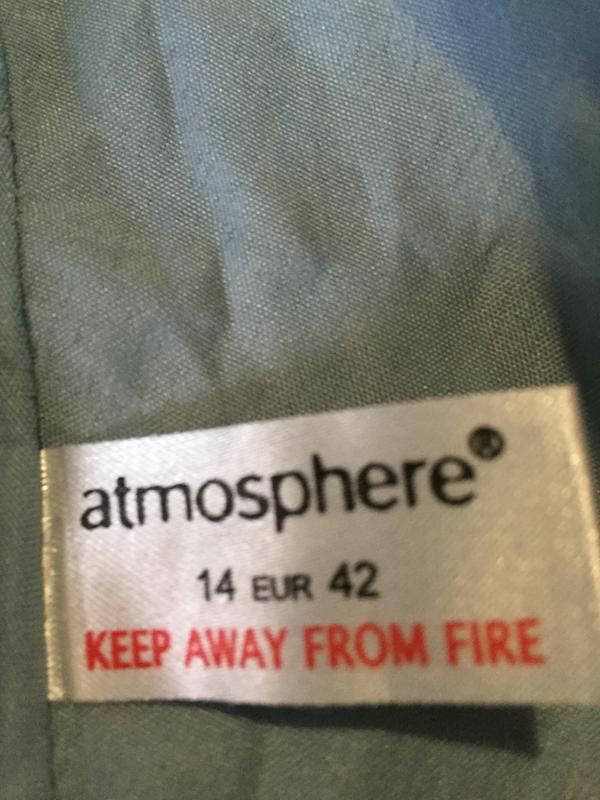 atmosphere®
14 EUR 42
KEEP AWAY FROM FIRE